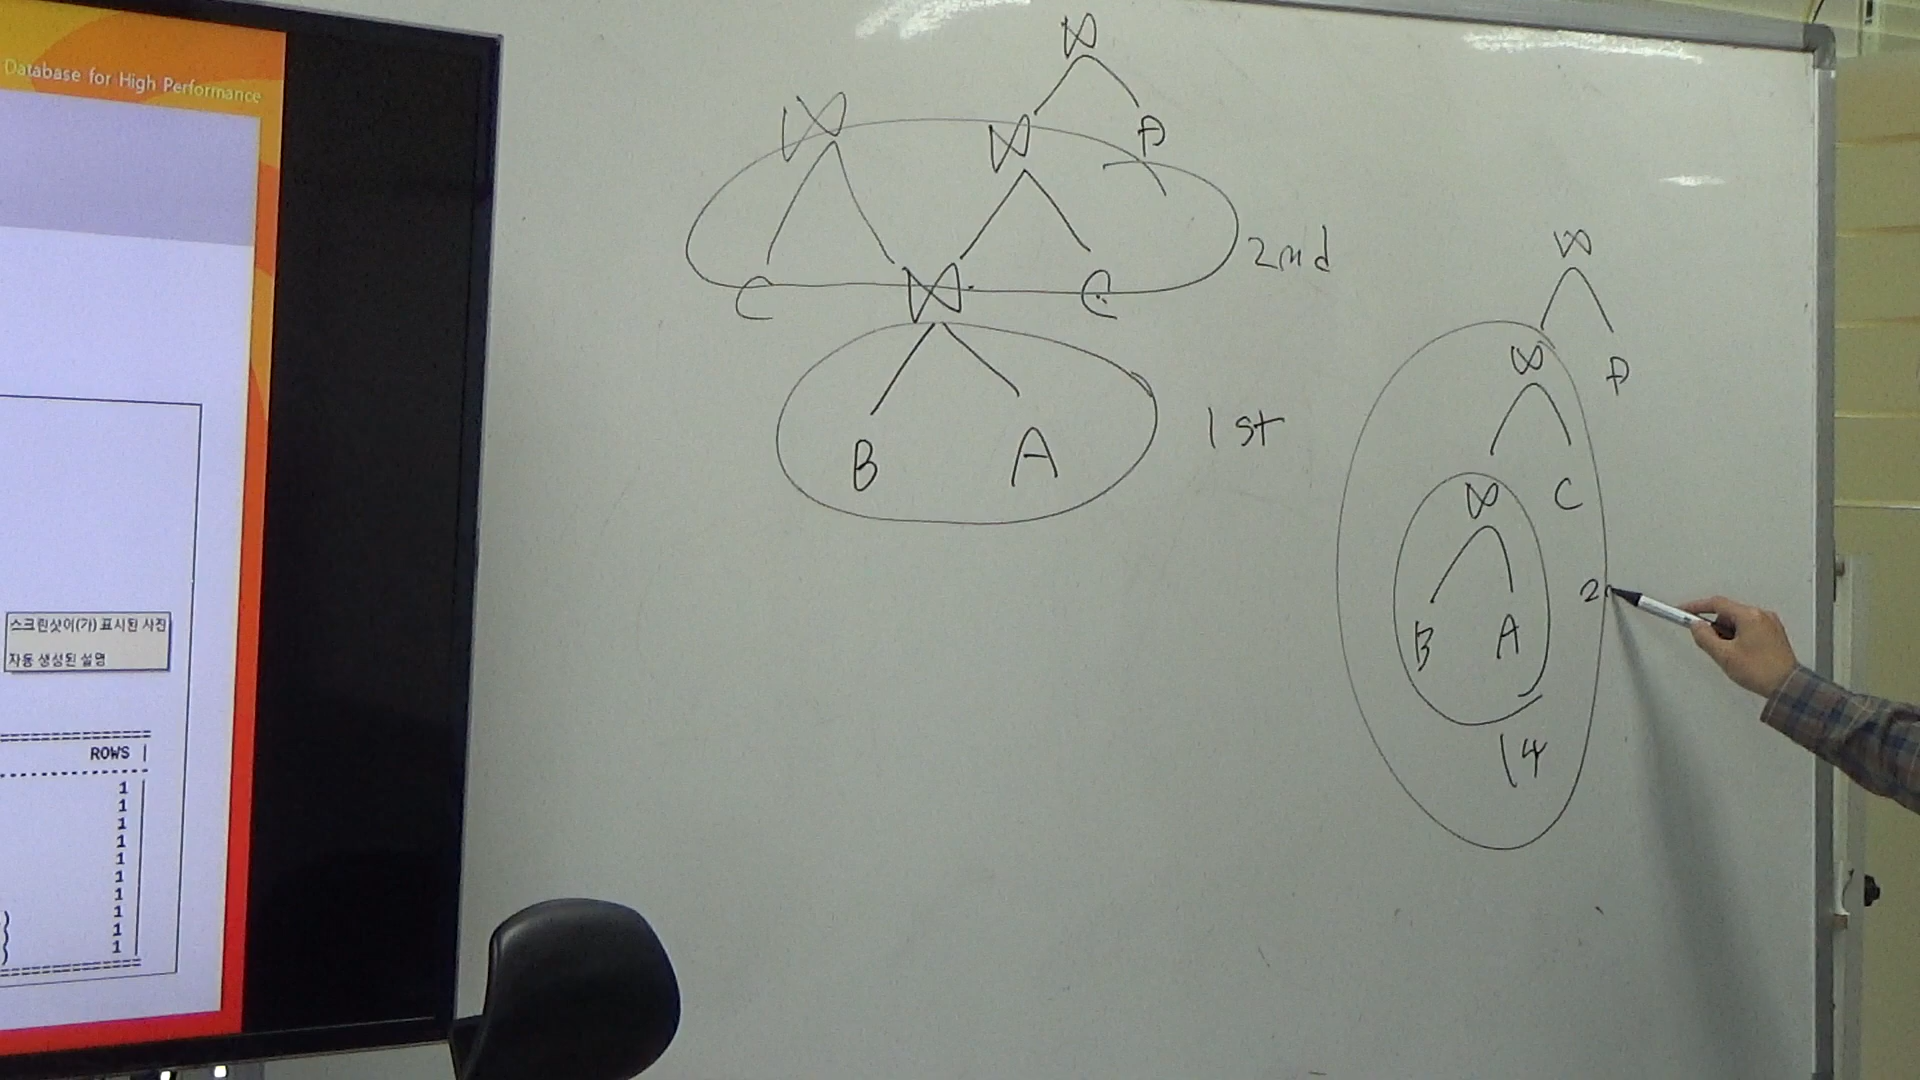 Database for High Performance
스크린샷이(가) 표시된 사진
자동 생성된 설명
ROWS |
1
1
1
1
1
1
1
) 1
) 1
) 1
⋈
⋈ ⋈ D
C ⋈ C
2nd
B A
1st
⋈
⋈ D
⋈ C
B A
2